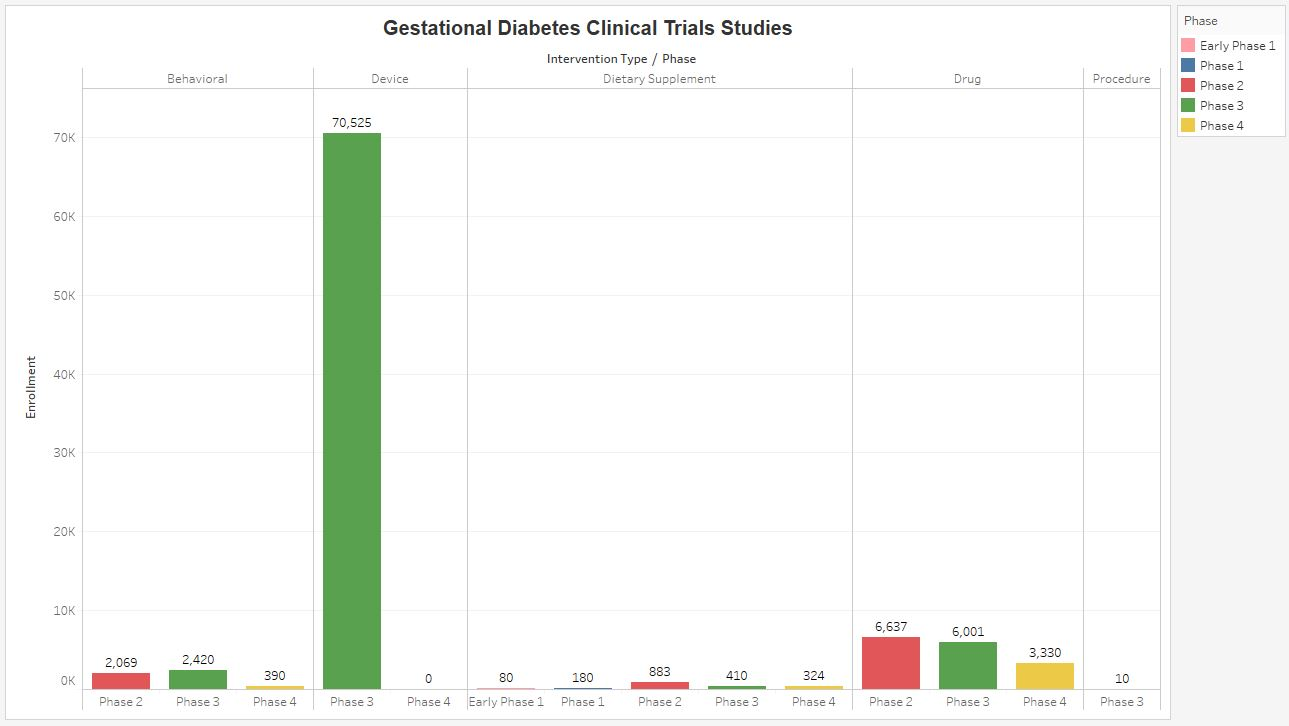 Gestational Diabetes Clinical Trials Studies
Intervention Type / Phase
Behavioral Device Dietary Supplement Drug Procedure
Enrollment
70K
60K
50K
40K
30K
20K
10K
0K
2,069 2,420 390 70,525 0 80 180 883 410 324 6,637 6,001 3,330 10
Phase 2 Phase 3 Phase 4 Phase 3 Phase 4 Early Phase 1 Phase 1 Phase 2 Phase 3 Phase 4 Phase 2 Phase 3 Phase 4 Phase 3
Phase
Early Phase 1
Phase 1
Phase 2
Phase 3
Phase 4